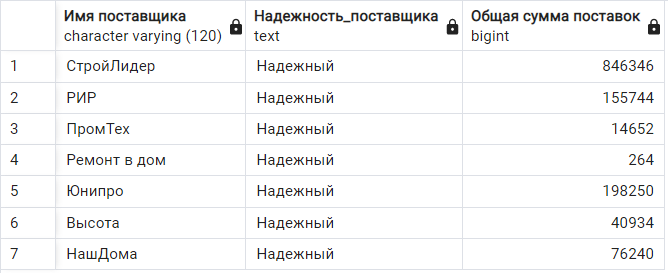 Имя поставщика Надежность_поставщика Общая сумма поставок
character varying (120) text bigint
1 СтройЛидер Надежный 846346
2 РИР Надежный 155744
3 ПромТех Надежный 14652
4 Ремонт в дом Надежный 264
5 Юнипро Надежный 198250
6 Высота Надежный 40934
7 НашДома Надежный 76240